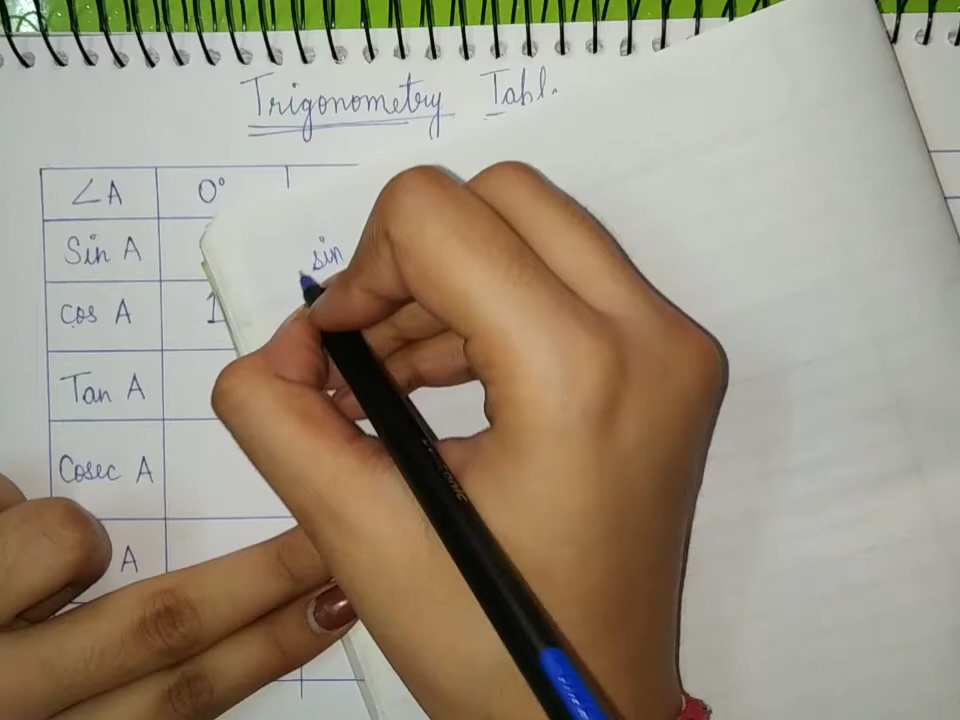 Trigonometry Tabl
∠A 0°
Sin A
sin
cos A 1
Tan A
Cosec A
A